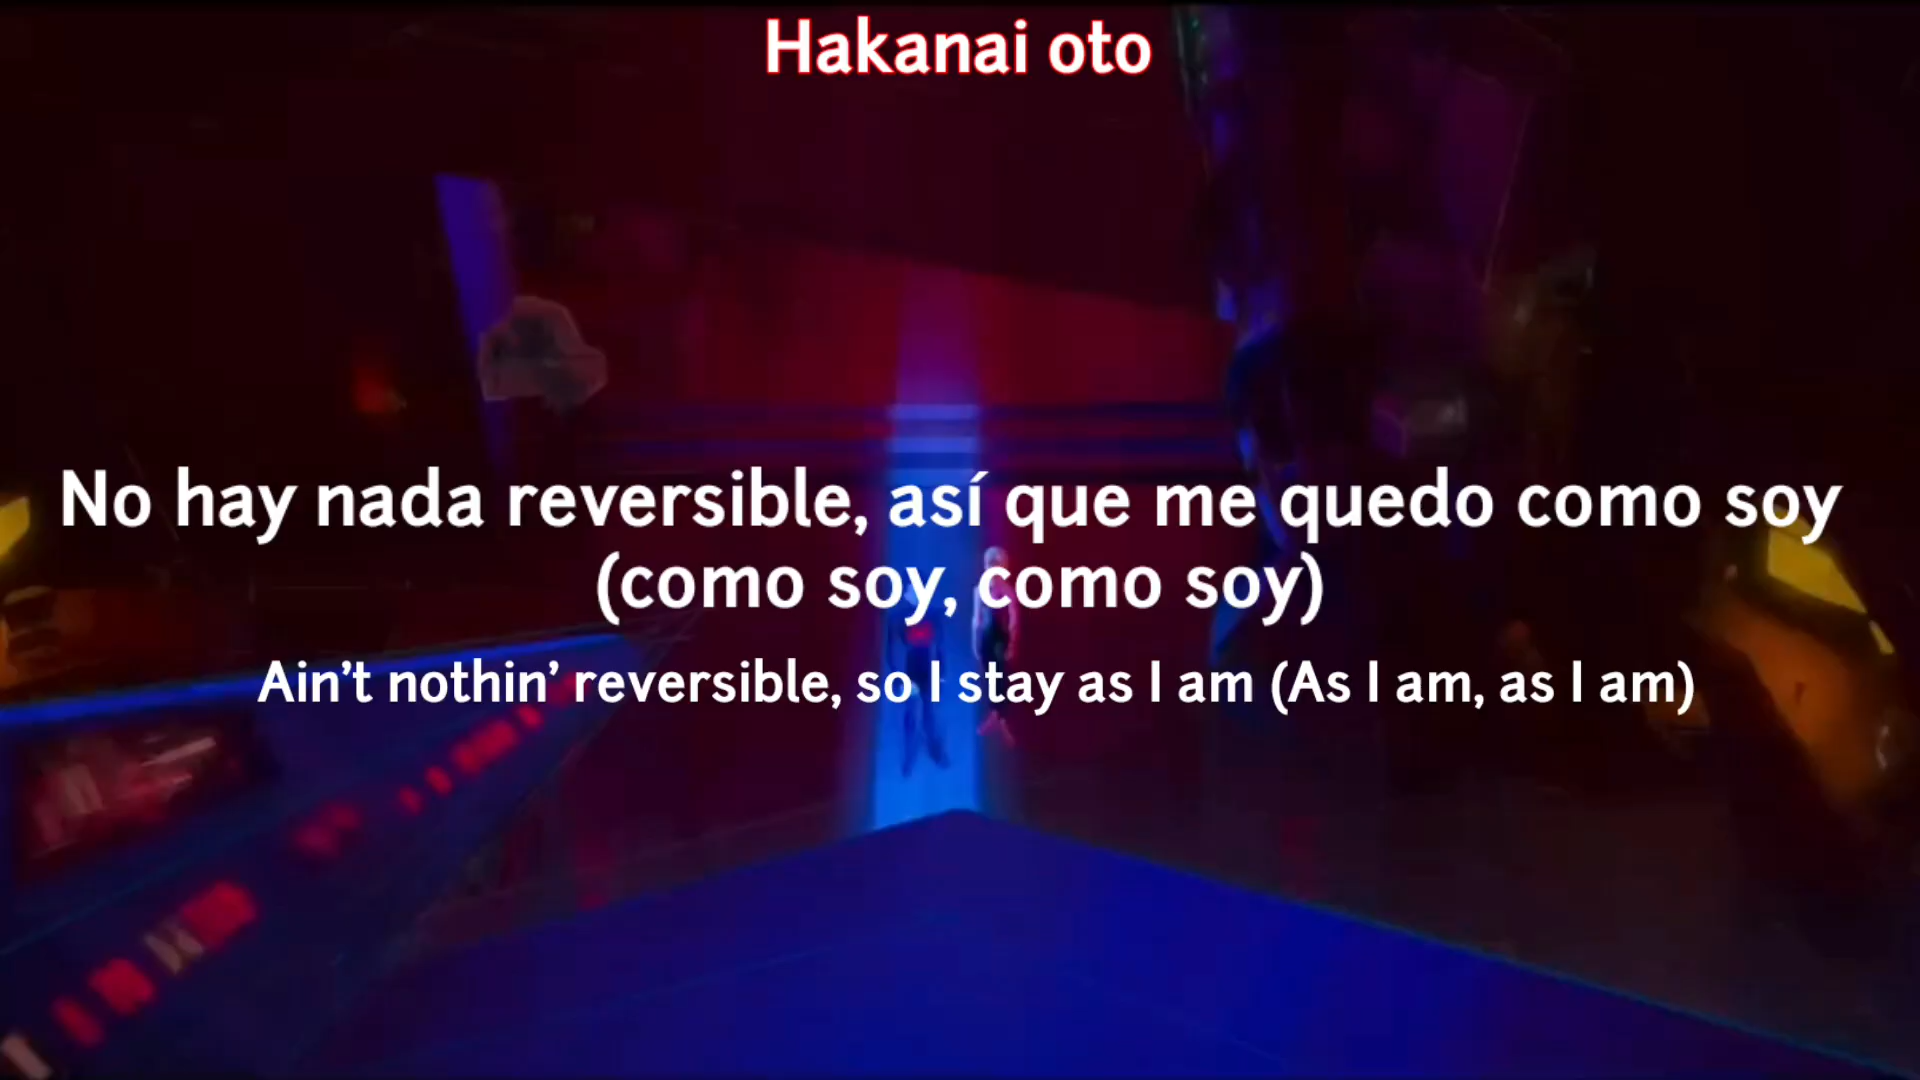 Hakanai oto
No hay nada reversible, así que me quedo como soy
(como soy, como soy)
Ain’t nothin’ reversible, so I stay as I am (As I am, as I am)